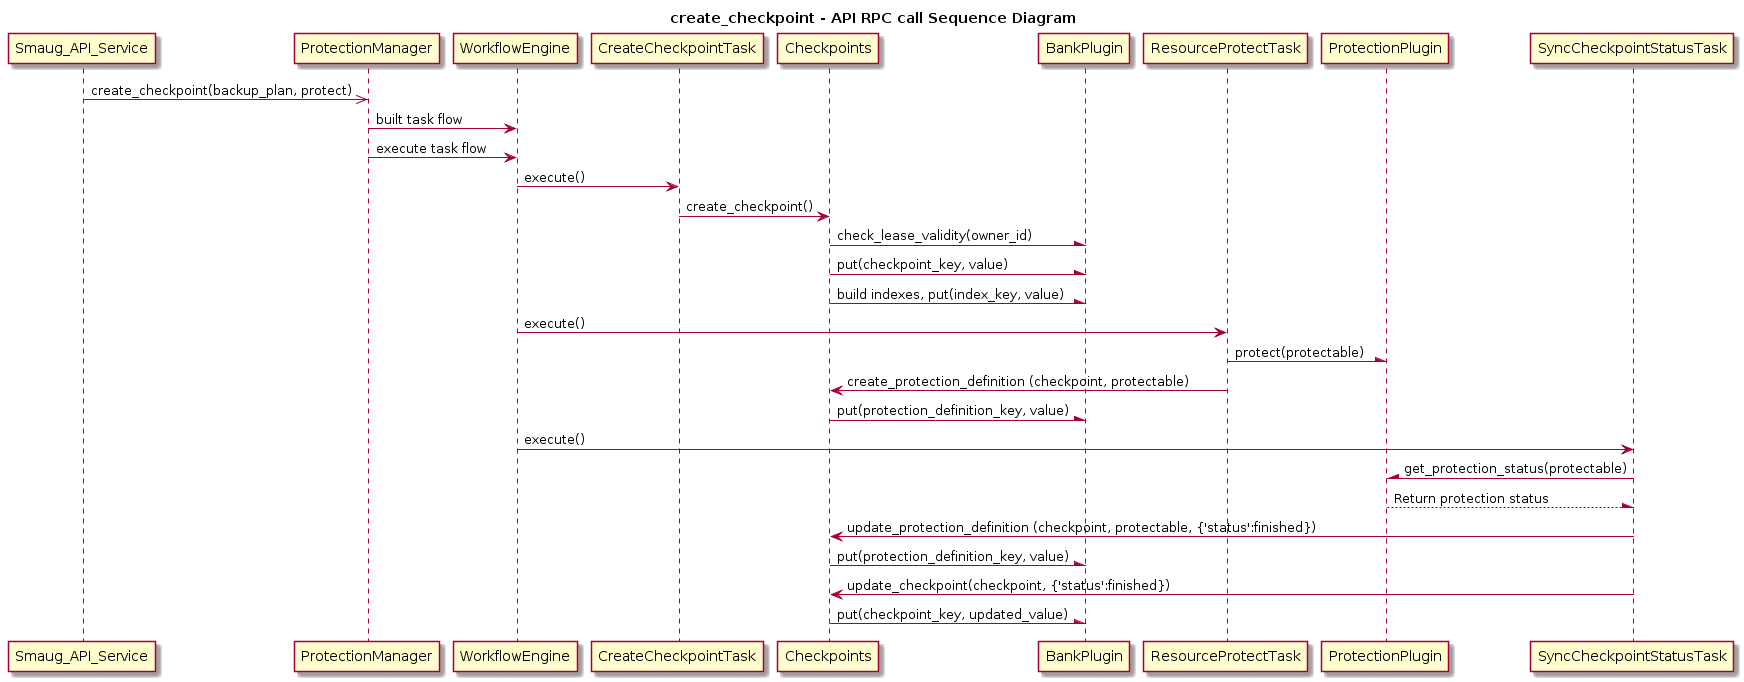 create_checkpoint - API RPC call Sequence Diagram
Smaug_API_Service
ProtectionManager
WorkflowEngine
CreateCheckpointTask
Checkpoints
BankPlugin
ResourceProtectTask
ProtectionPlugin
SyncCheckpointStatusTask
create_checkpoint(backup_plan, protect)
built task flow
execute task flow
execute()
create_checkpoint()
check_lease_validity(owner_id)
put(checkpoint_key, value)
build indexes, put(index_key, value)
execute()
protect(protectable)
create_protection_definition (checkpoint, protectable)
put(protection_definition_key, value)
execute()
get_protection_status(protectable)
Return protection status
update_protection_definition (checkpoint, protectable, {'status':finished})
put(protection_definition_key, value)
update_checkpoint(checkpoint, {'status':finished})
put(checkpoint_key, updated_value)
Smaug_API_Service
ProtectionManager
WorkflowEngine
CreateCheckpointTask
Checkpoints
BankPlugin
ResourceProtectTask
ProtectionPlugin
SyncCheckpointStatusTask